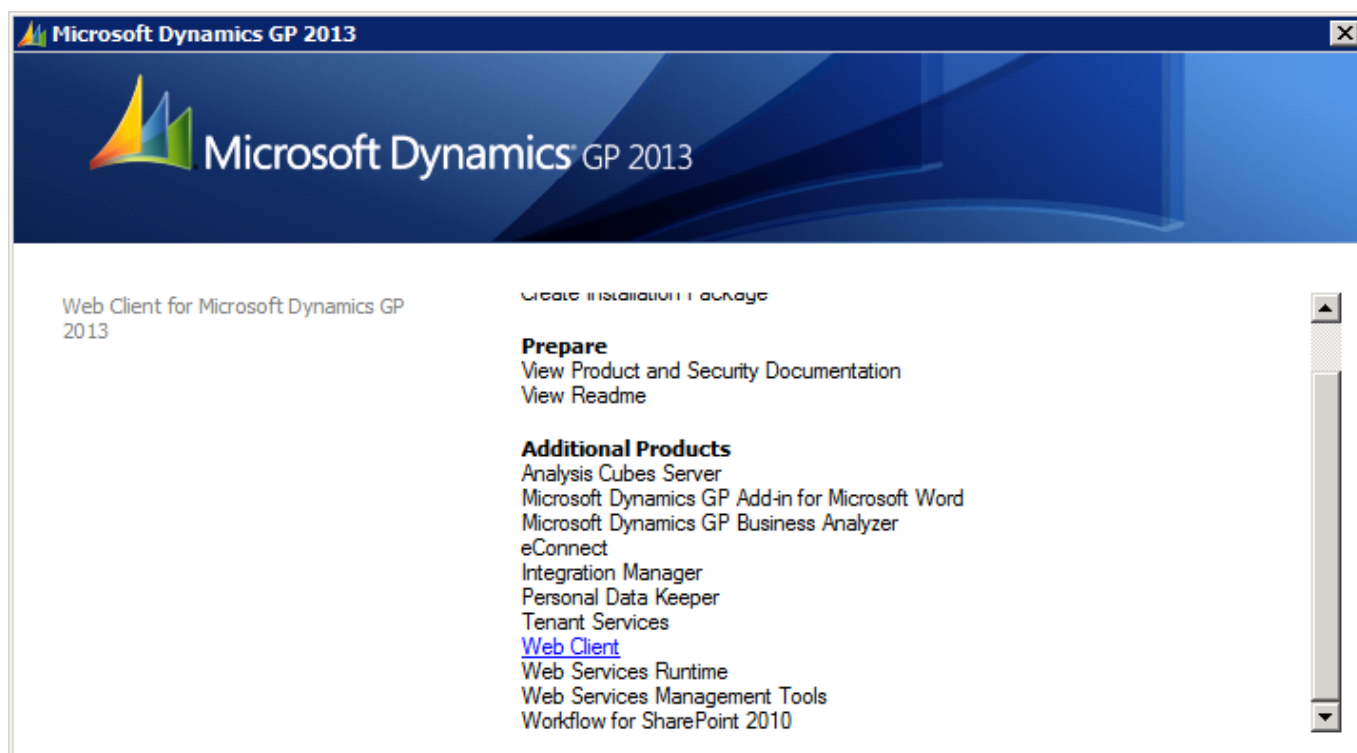 Microsoft Dynamics GP 2013
Microsoft Dynamics GP 2013
Web Client for Microsoft Dynamics GP
2013
Create Installation Package
Prepare
View Product and Security Documentation
View Readme
Additional Products
Analysis Cubes Server
Microsoft Dynamics GP Add-in for Microsoft Word
Microsoft Dynamics GP Business Analyzer
eConnect
Integration Manager
Personal Data Keeper
Tenant Services
Web Client
Web Services Runtime
Web Services Management Tools
Workflow for SharePoint 2010